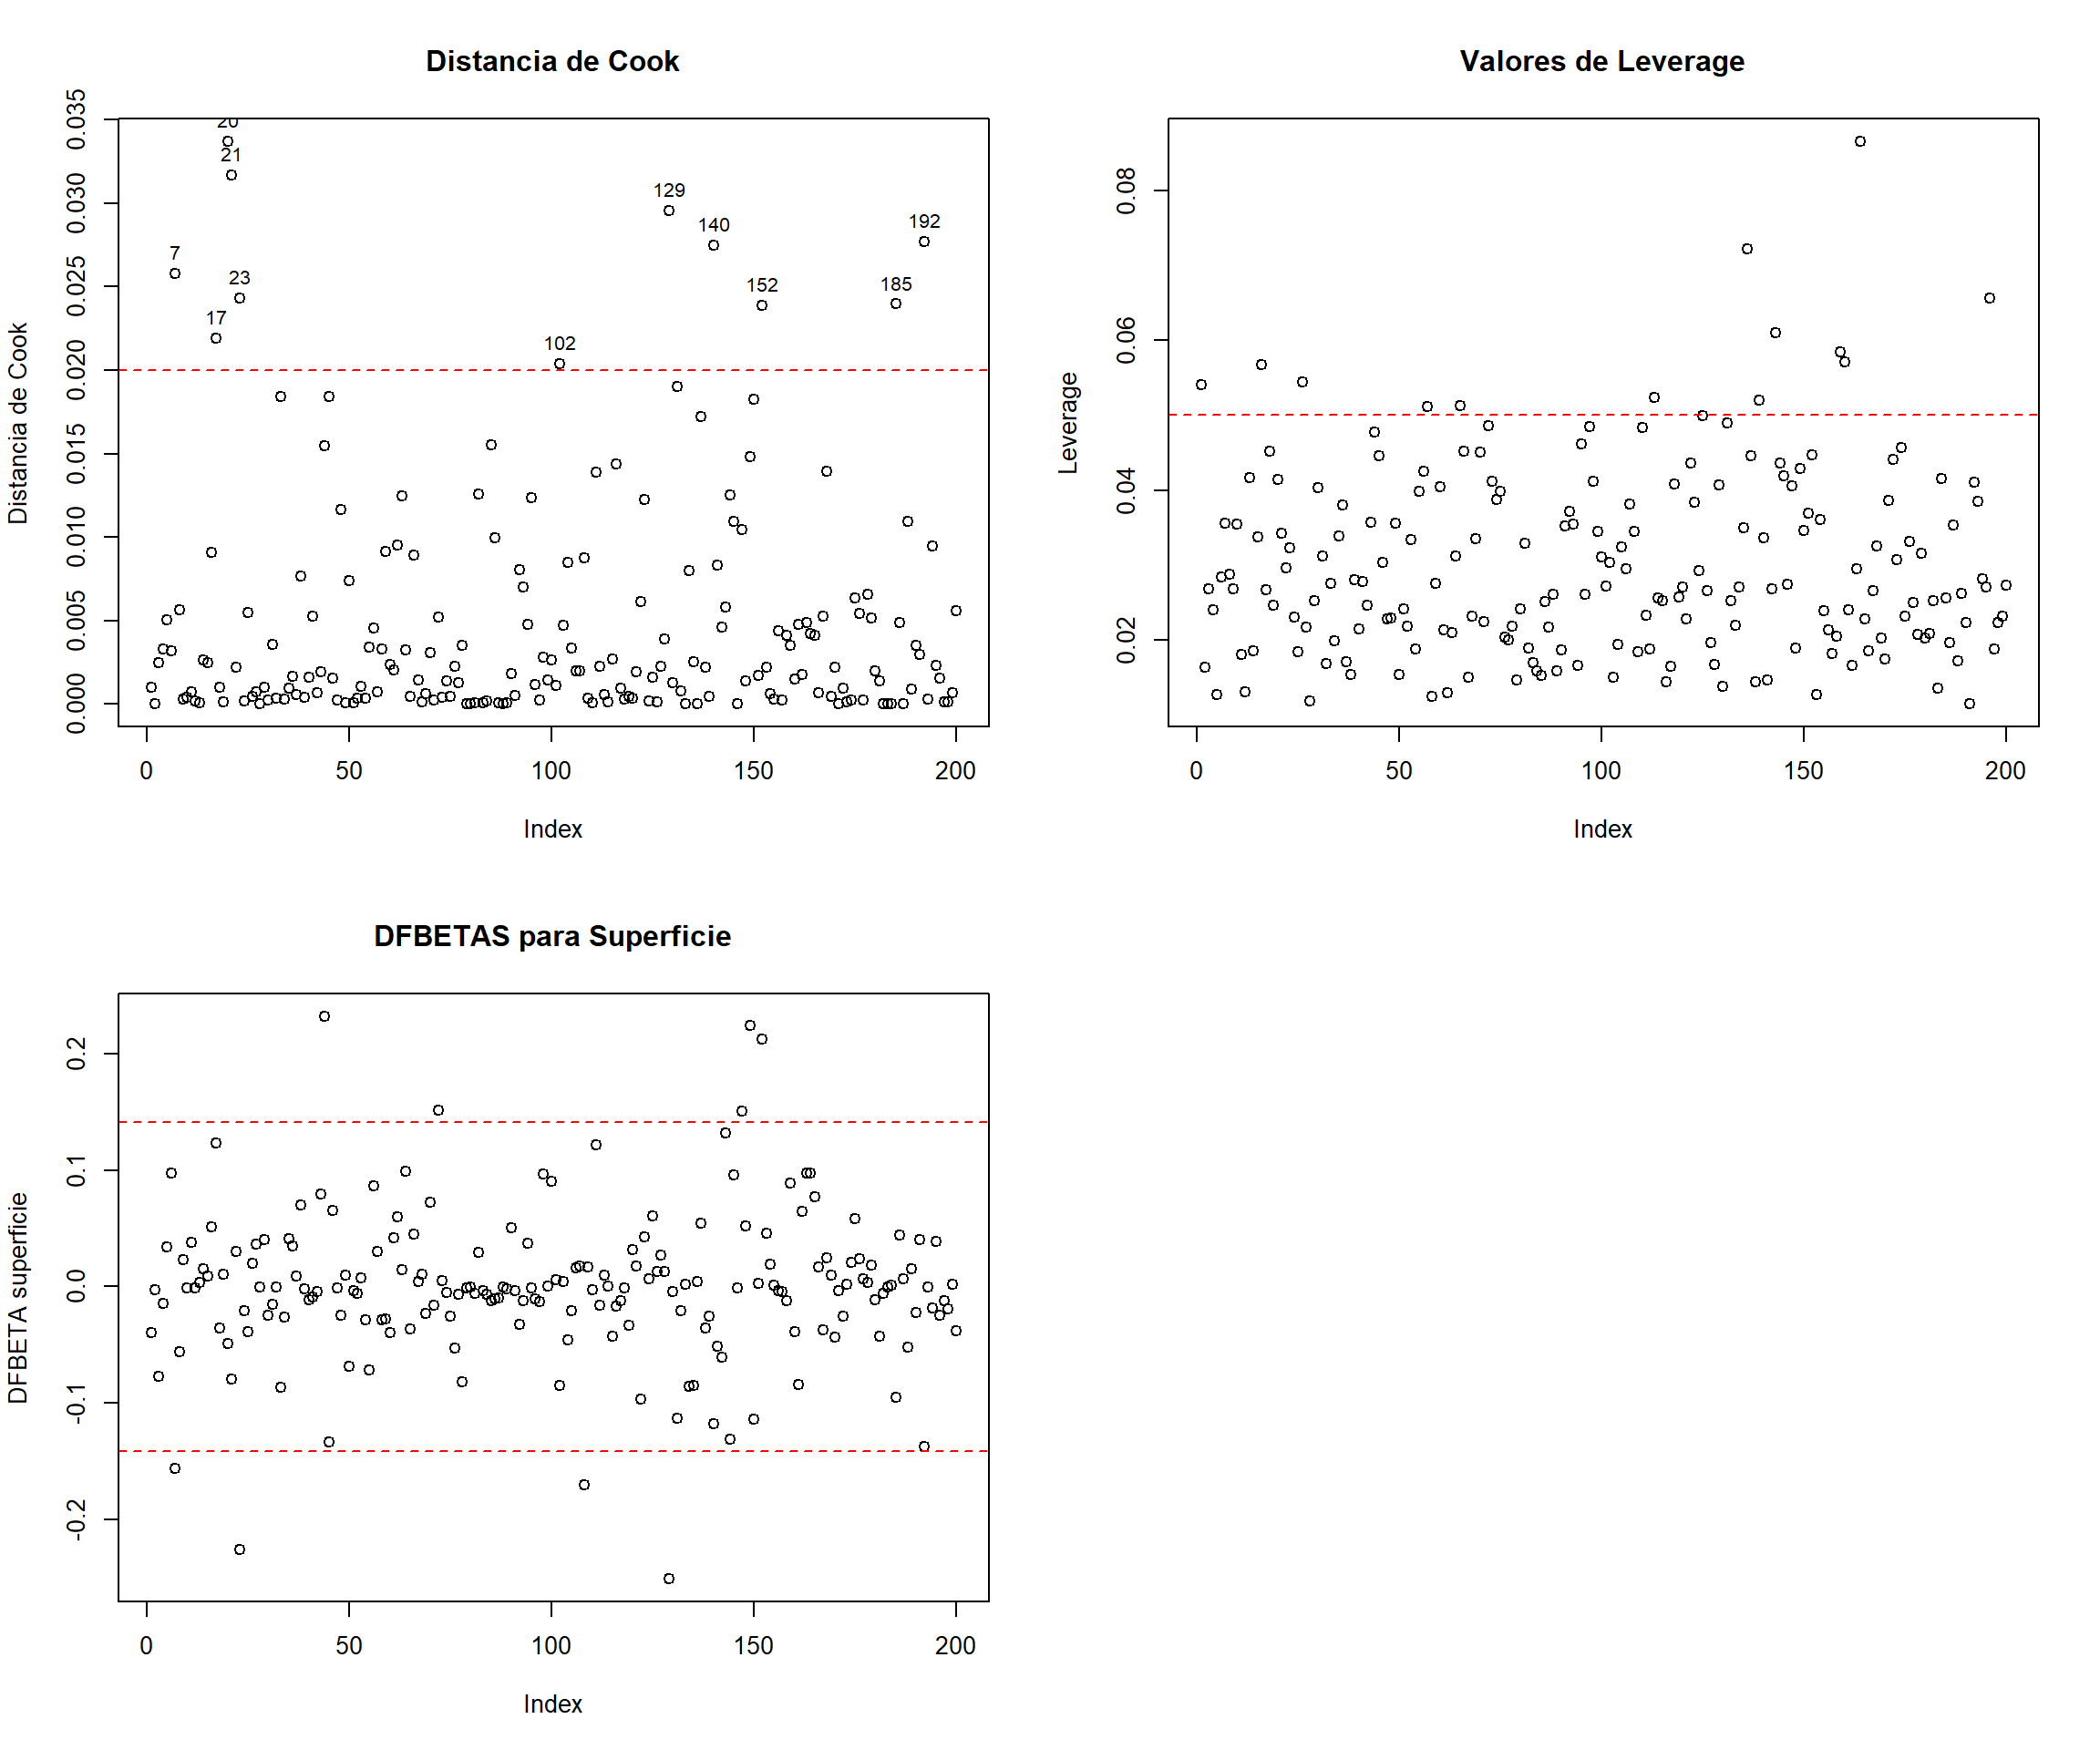 Distancia de Cook
Distancia de Cook
0.035
0.030
0.025
0.020
0.015
0.010
0.005
0.000
20
21
7
23
17
102
129
140
152
185
192
0 50 100 150 200
Index
Valores de Leverage
Leverage
0.08
0.06
0.04
0.02
0 50 100 150 200
Index
DFBETAS para Superficie
DFBETA superficie
0.2
0.1
0.0
-0.1
-0.2
0 50 100 150 200
Index